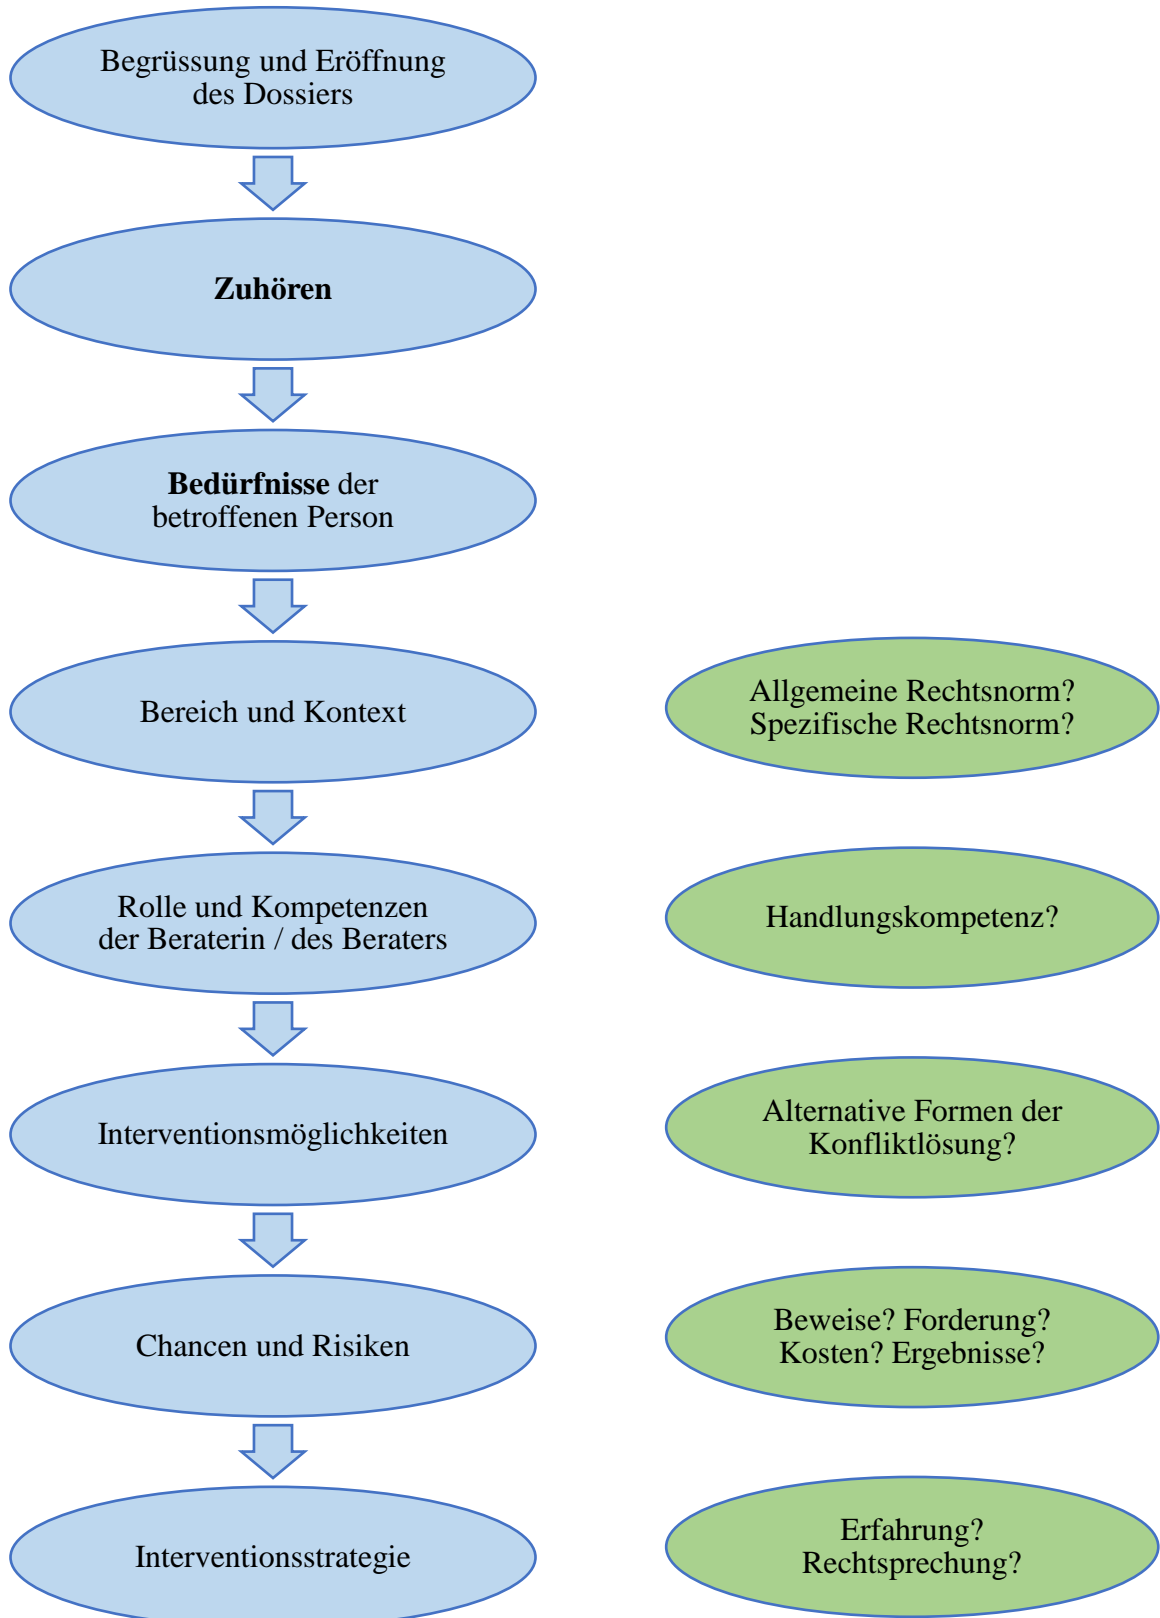 Begrüssung und Eröffnung
des Dossiers
Zuhören
Bedürfnisse der
betroffenen Person
Bereich und Kontext
Allgemeine Rechtsnorm?
Spezifische Rechtsnorm?
Rolle und Kompetenzen
der Beraterin / des Beraters
Handlungskompetenz?
Interventionsmöglichkeiten
Alternative Formen der
Konfliktlösung?
Chancen und Risiken
Beweise? Forderung?
Kosten? Ergebnisse?
Interventionsstrategie
Erfahrung?
Rechtsprechung?